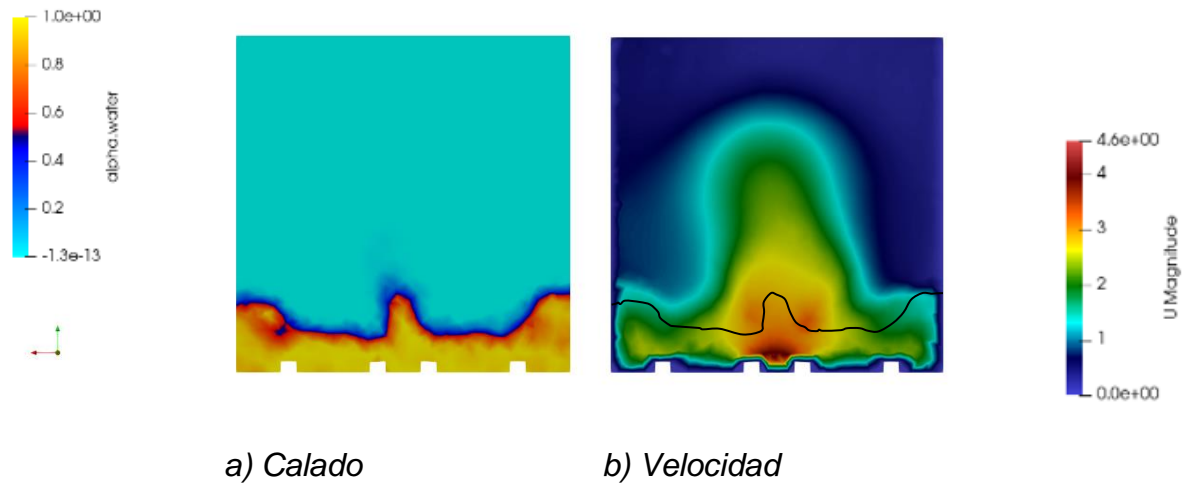 1.0e+00
0.8
0.6
0.4
0.2
-1.3e-13
alpha.water
4.6e+00
4
3
2
1
0.0e+00
U Magnitude
a) Calado
b) Velocidad